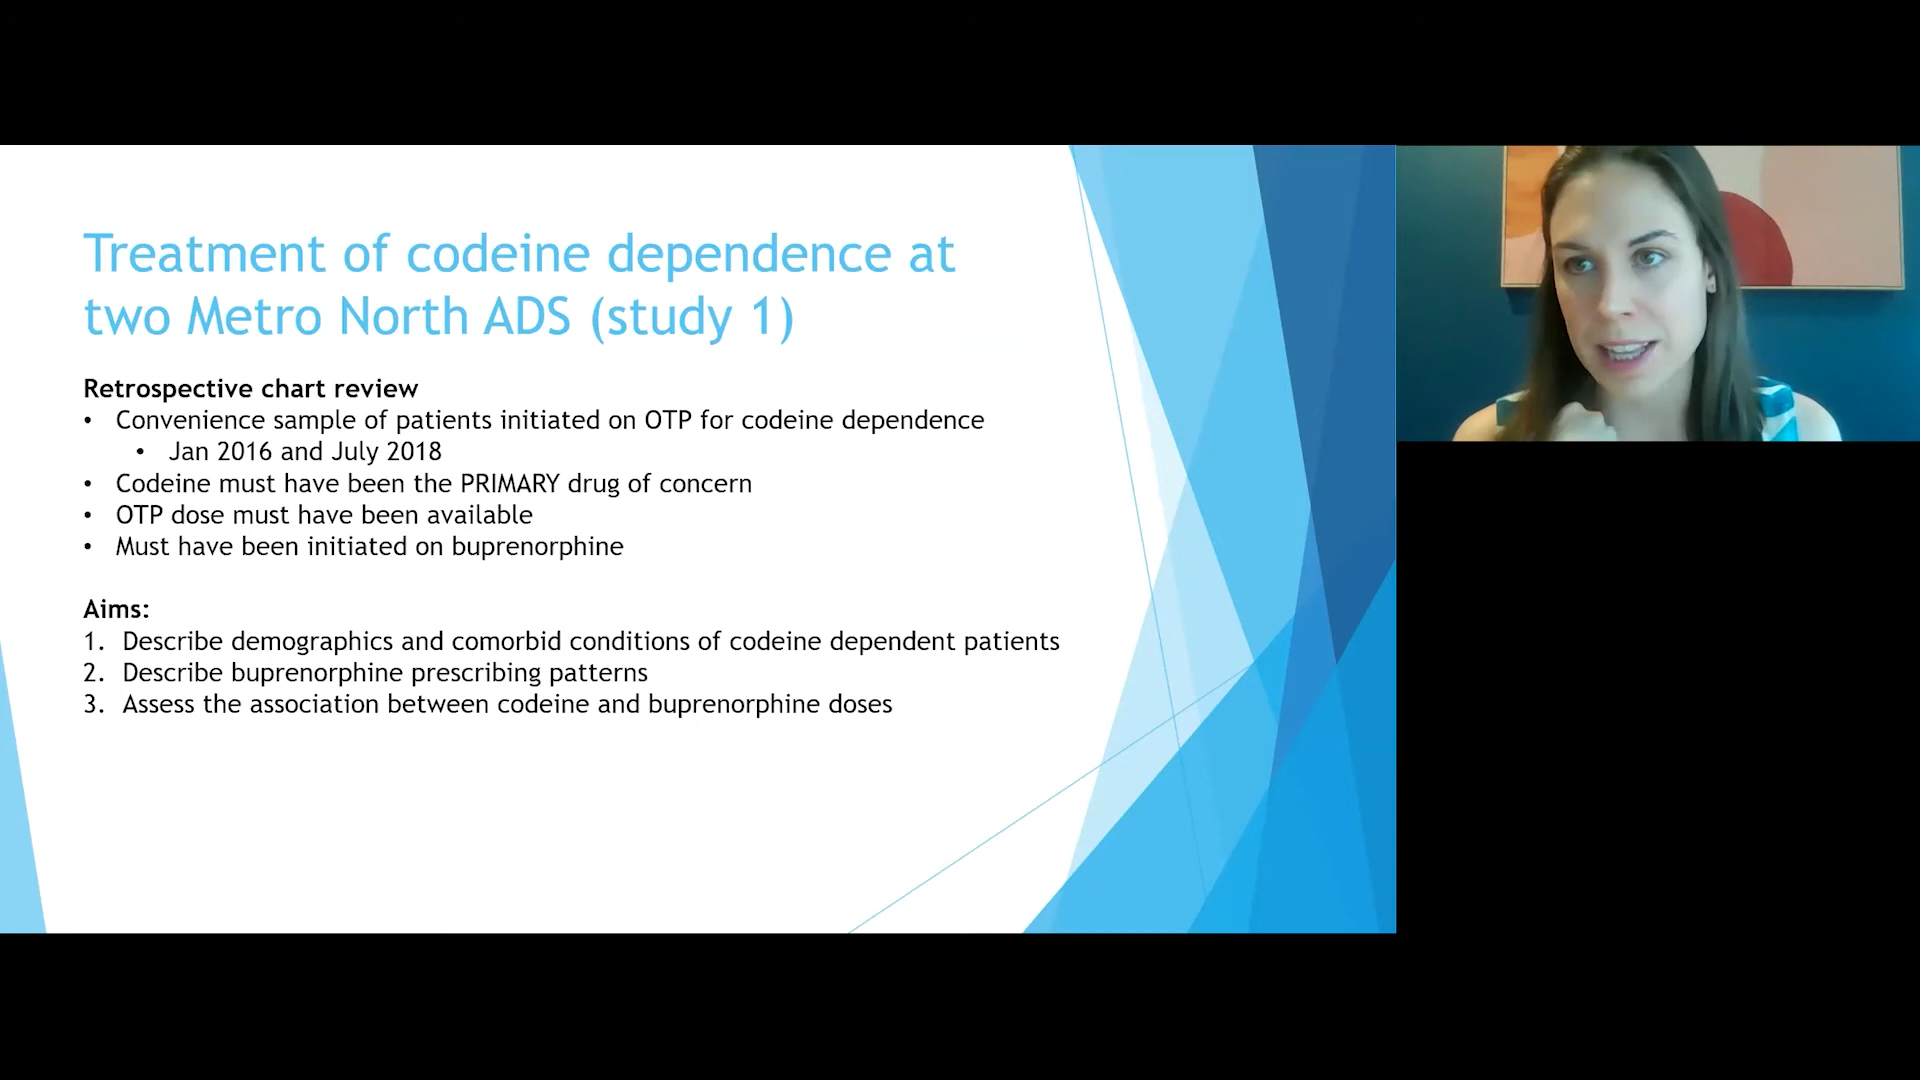 Treatment of codeine dependence at
two Metro North ADS (study 1)
Retrospective chart review
• Convenience sample of patients initiated on OTP for codeine dependence
• Jan 2016 and July 2018
• Codeine must have been the PRIMARY drug of concern
• OTP dose must have been available
• Must have been initiated on buprenorphine
Aims:
1. Describe demographics and comorbid conditions of codeine dependent patients
2. Describe buprenorphine prescribing patterns
3. Assess the association between codeine and buprenorphine doses